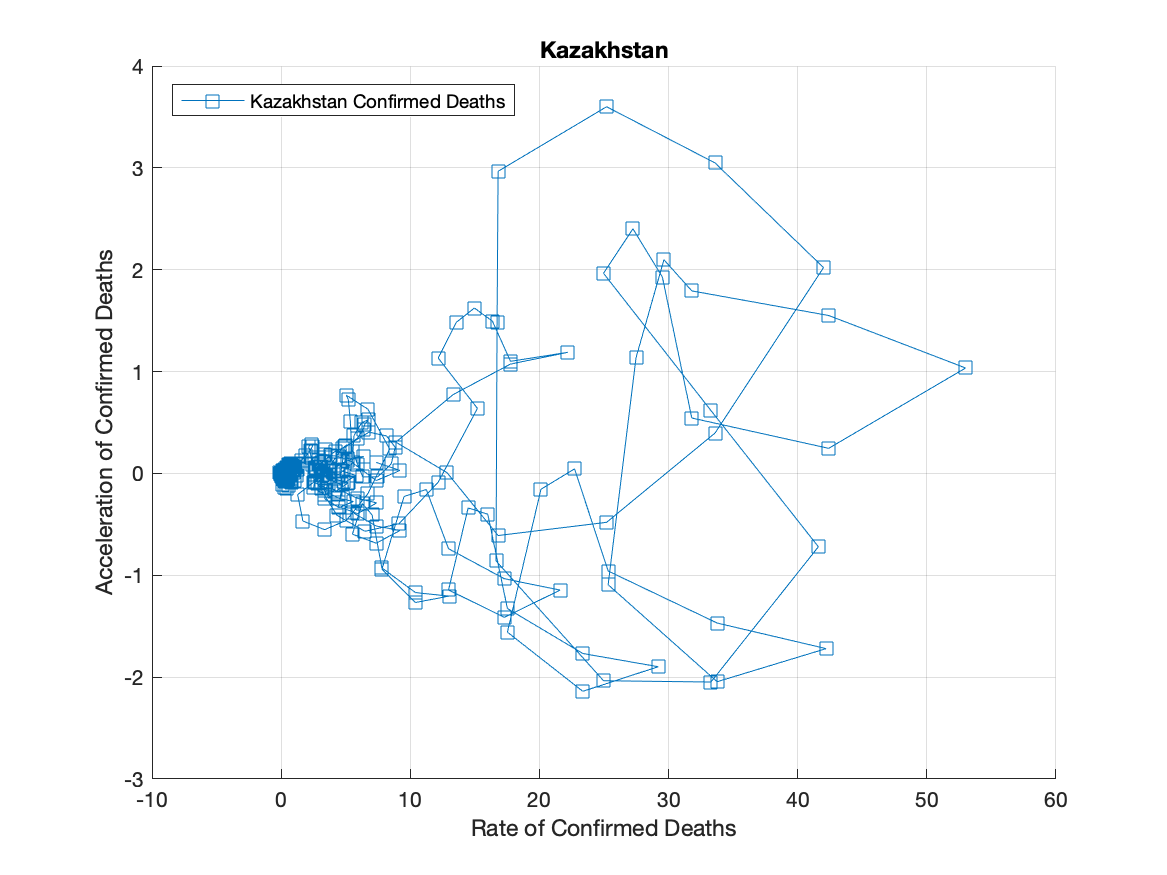 Kazakhstan
Kazakhstan Confirmed Deaths
4
3
2
1
0
-1
-2
-3
Acceleration of Confirmed Deaths
-10 0 10 20 30 40 50 60
Rate of Confirmed Deaths